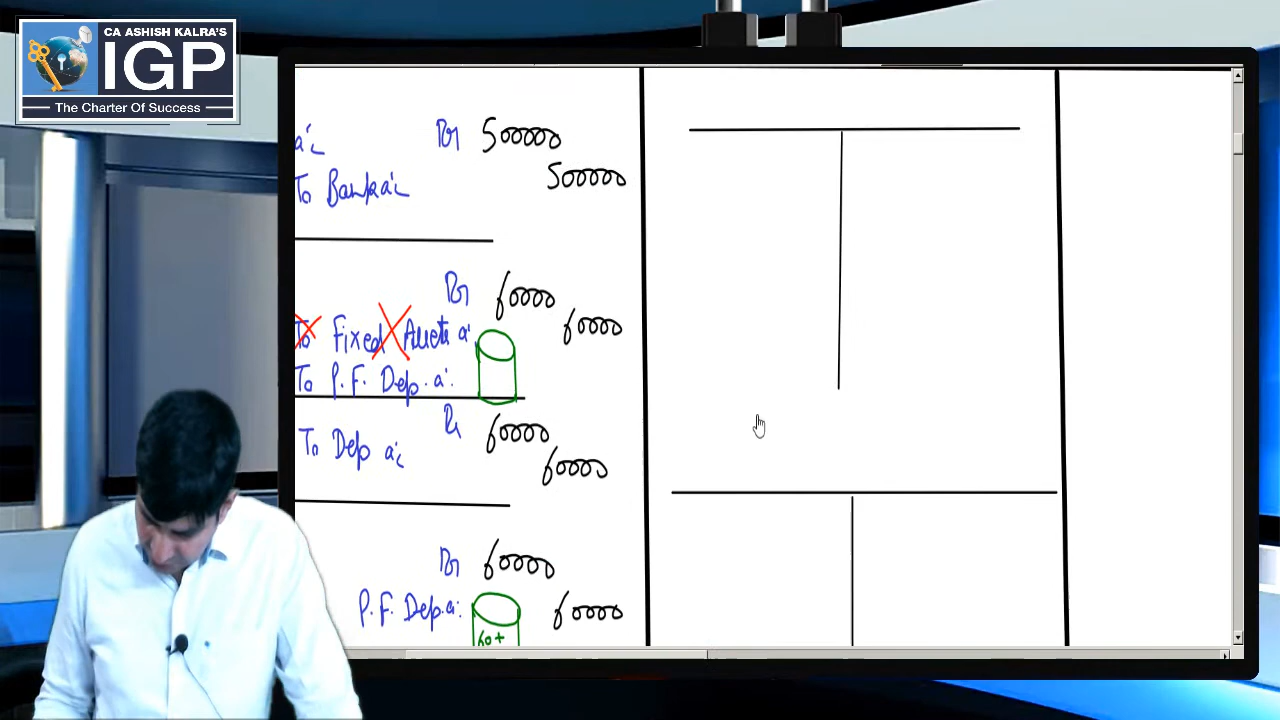 CA ASHISH KALRA'S
IGP
The Charter Of Success
a/c Dr 500000
To Bank a/c 500000
Dr 60000
To Fixed Assets a/c 60000
To P.F. Dep. a/c
Dr 60000
To Dep a/c 60000
Dr 60000
P.F. Dep. a/c 60000
60+